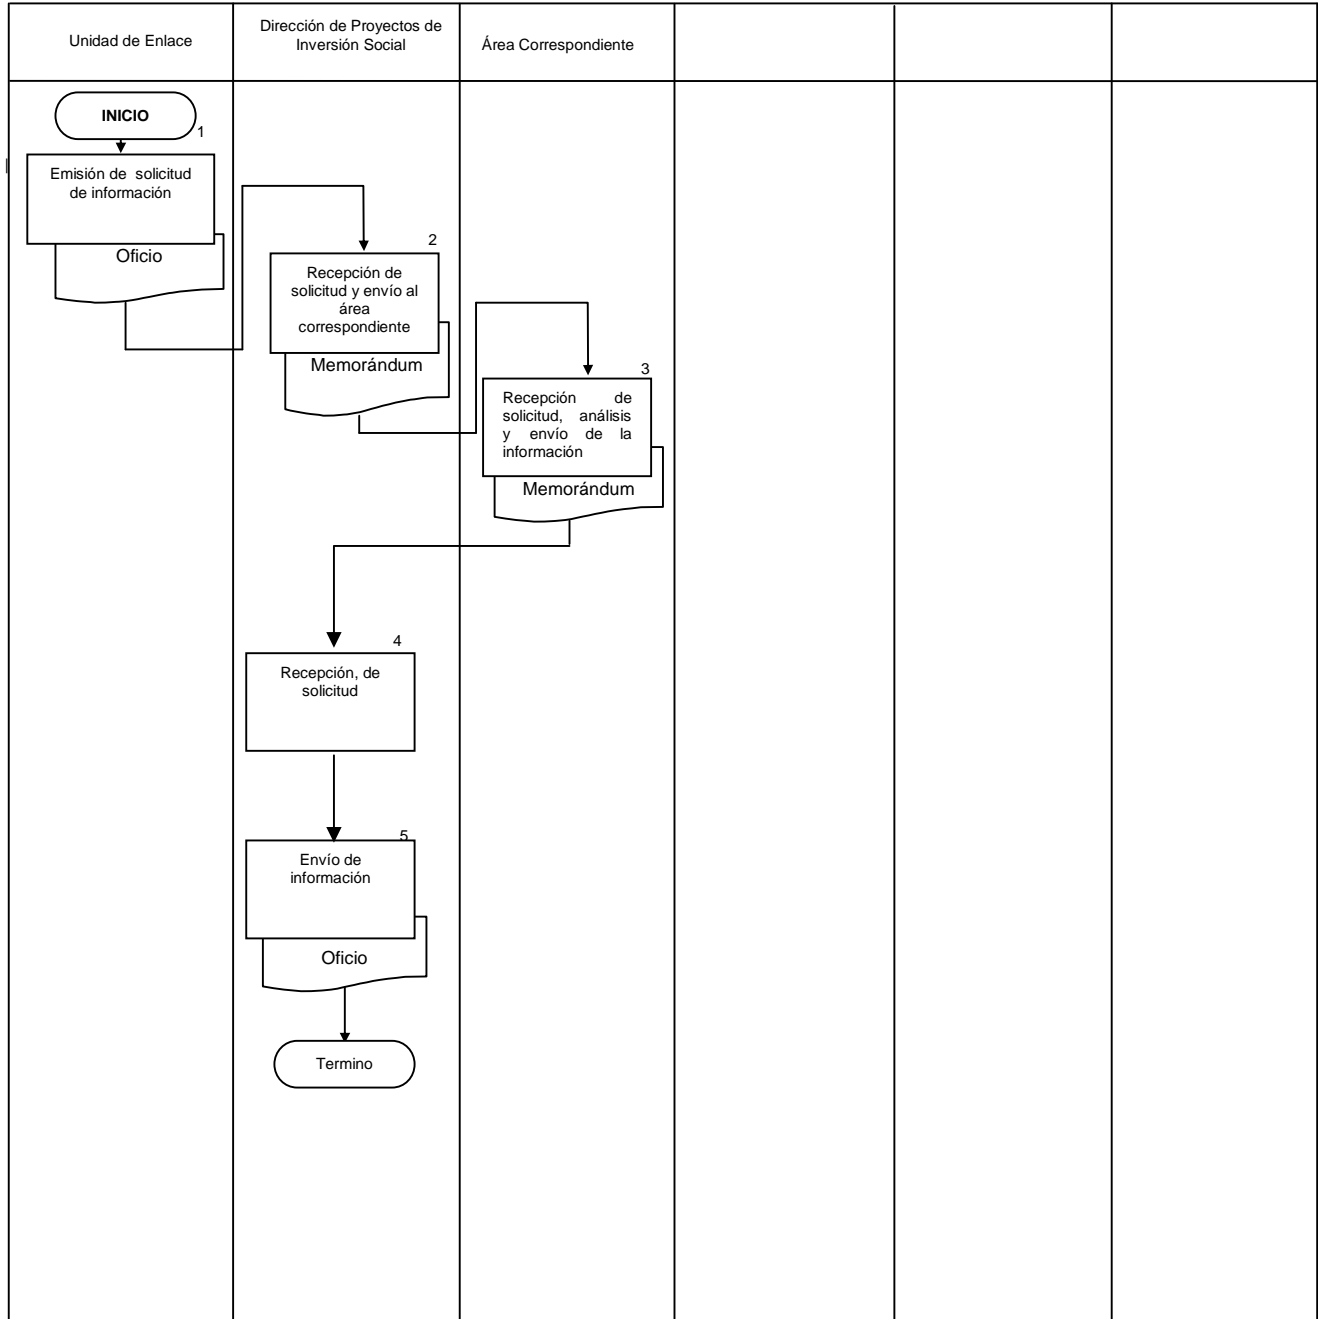 Unidad de Enlace
Dirección de Proyectos de
Inversión Social
Área Correspondiente
INICIO
1
Emisión de solicitud
de información
Oficio
2
Recepción de
solicitud y envío al
área
correspondiente
Memorándum
3
Recepción de
solicitud, análisis
y envío de la
información
Memorándum
4
Recepción, de
solicitud
5
Envío de
información
Oficio
Termino